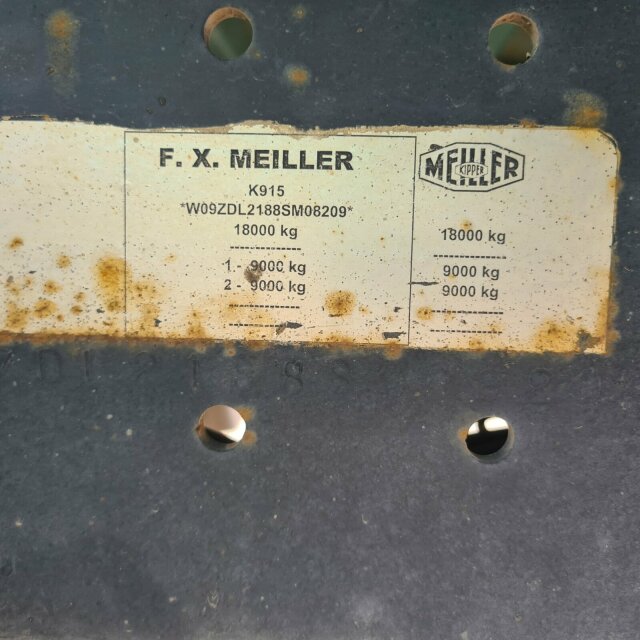 F. X. MEILLER
K915
*W09ZDL2188SM08209*
18000 kg
--------------
1 - 9000 kg
2 - 9000 kg
--------------
--------------
MEILLER
KIPPER
18000 kg
--------------
9000 kg
9000 kg
--------------
--------------